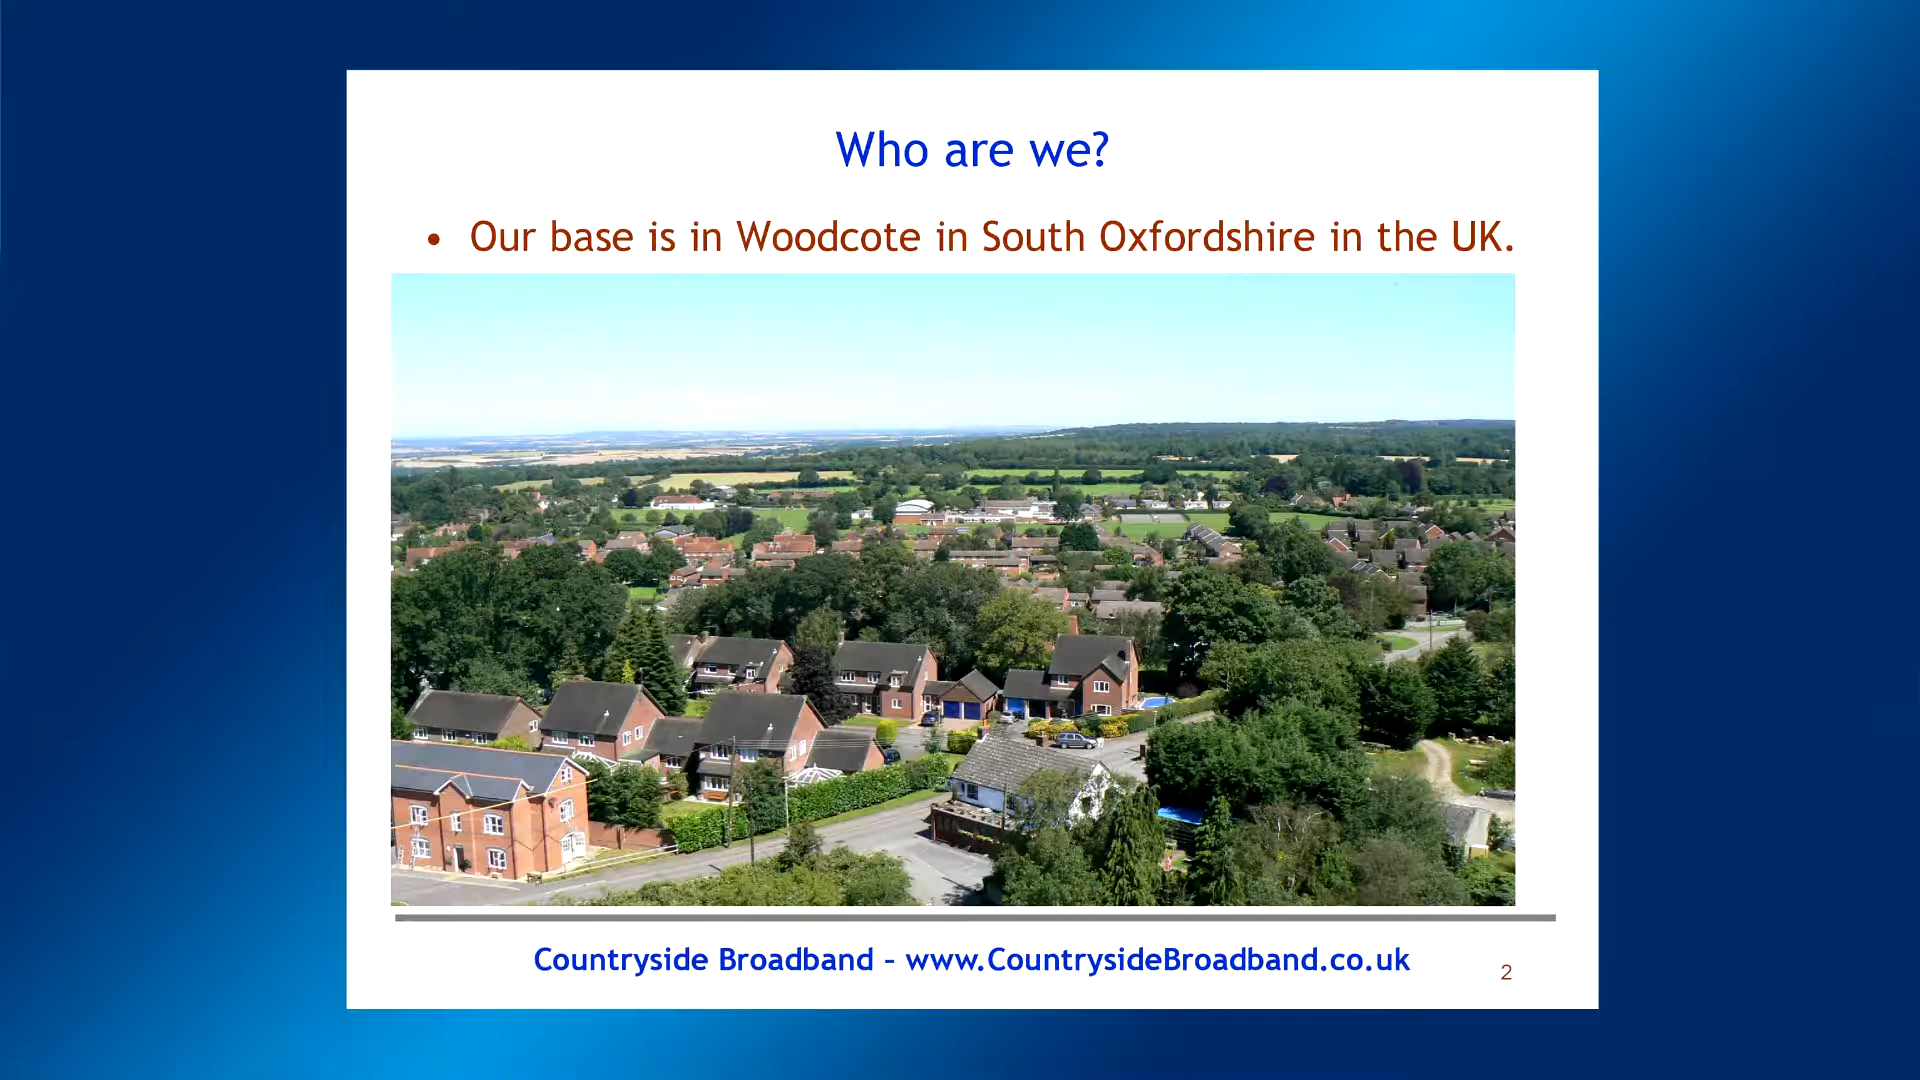 Who are we?
• Our base is in Woodcote in South Oxfordshire in the UK.
Countryside Broadband – www.CountrysideBroadband.co.uk
2